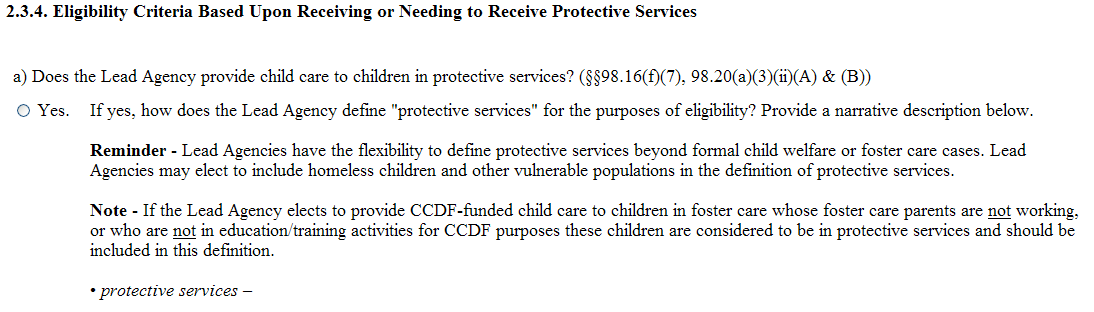 2.3.4. Eligibility Criteria Based Upon Receiving or Needing to Receive Protective Services
a) Does the Lead Agency provide child care to children in protective services? (§§98.16(f)(7), 98.20(a)(3)(ii)(A) & (B))
Yes. If yes, how does the Lead Agency define "protective services" for the purposes of eligibility? Provide a narrative description below.
Reminder - Lead Agencies have the flexibility to define protective services beyond formal child welfare or foster care cases. Lead
Agencies may elect to include homeless children and other vulnerable populations in the definition of protective services.
Note - If the Lead Agency elects to provide CCDF-funded child care to children in foster care whose foster care parents are not working,
or who are not in education/training activities for CCDF purposes these children are considered to be in protective services and should be
included in this definition.
• protective services –